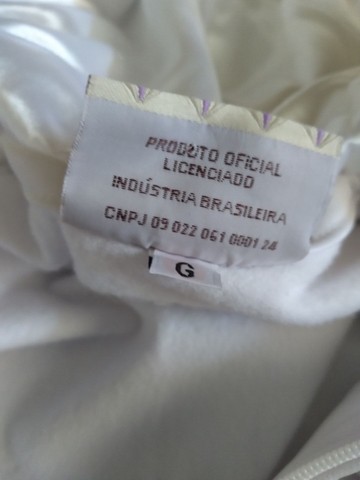 PRODUTO OFICIAL
LICENCIADO
INDÚSTRIA BRASILEIRA
CNPJ 09 022 061 0001 24
G